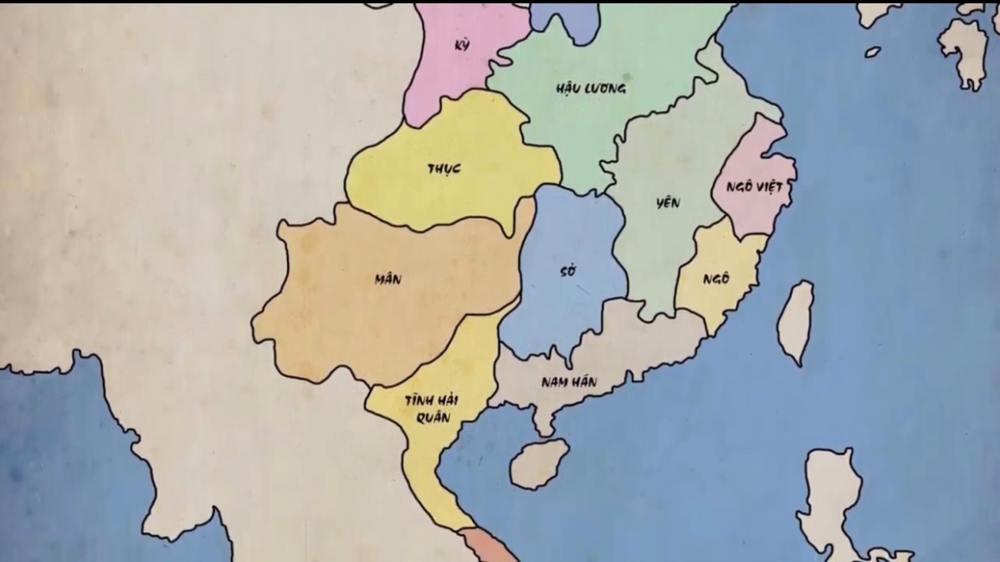 KỲ
HẬU LƯƠNG
THỤC
NGÔ VIỆT
YÊN
MÂN
SỞ
NGÔ
NAM HÁN
TĨNH HẢI
QUÂN